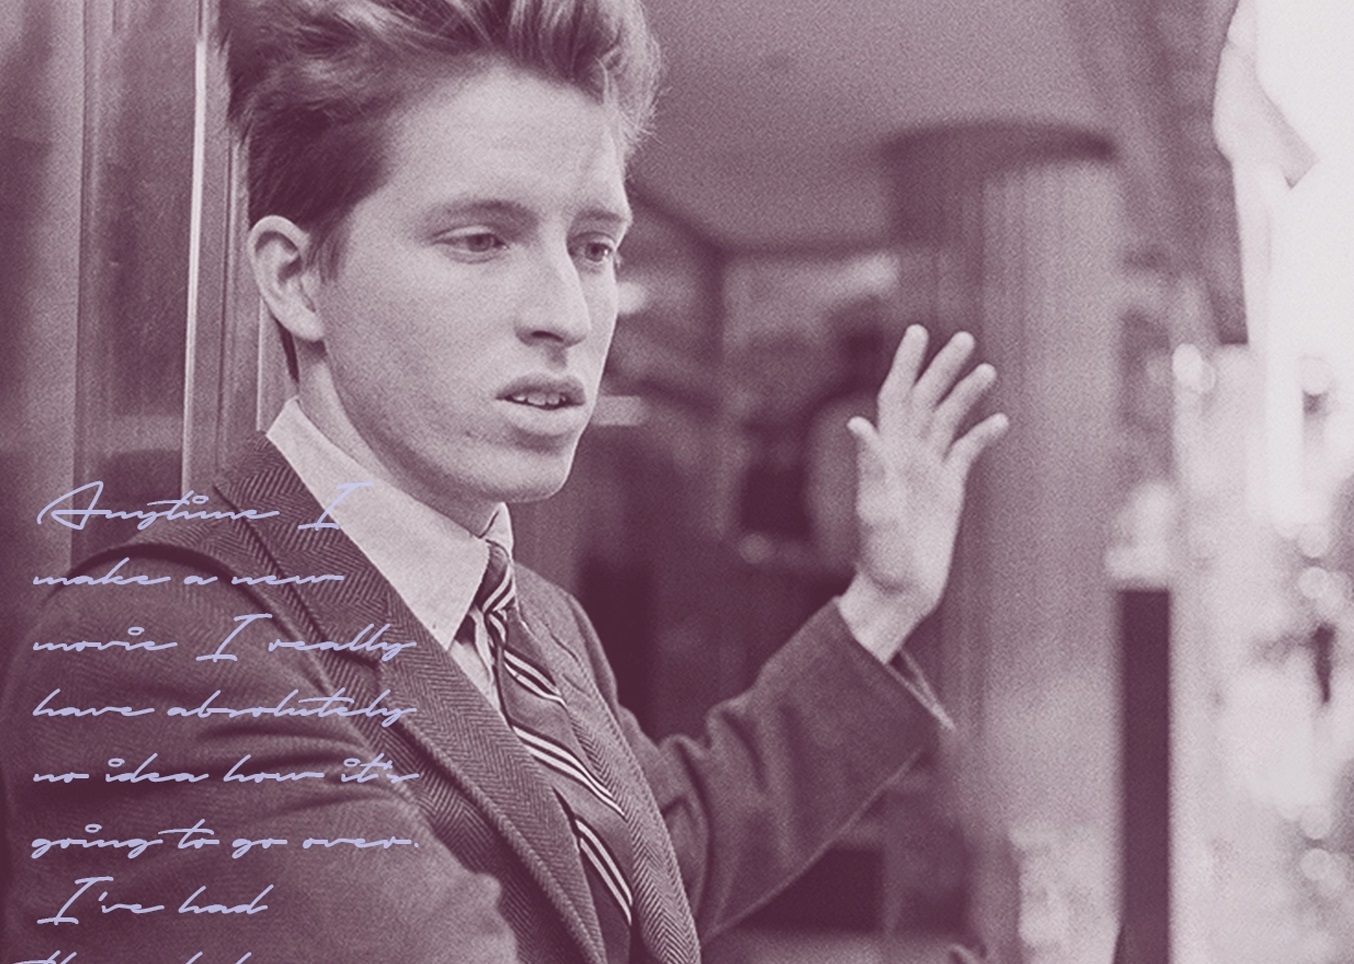 Anytime I
make a new
movie I really
have absolutely
no idea how it's
going to go over.
I've had